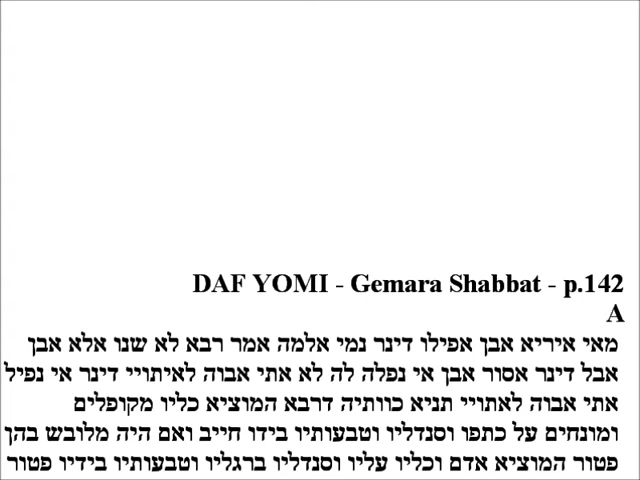 DAF YOMI - Gemara Shabbat - p.142
A
מאי איריא אבן אפילו דינר נמי אלמה אמר רבא לא שנו אלא אבן
אבל דינר אסור אבן אי נפלה לה לא אתי אבוה לאיתויי דינר אי נפיל
אתי אבוה לאתויי תניא כוותיה דרבא המוציא כליו מקופלים
ומונחים על כתפו וסנדליו וטבעותיו בידו חייב ואם היה מלובש בהן
פטור המוציא אדם וכליו עליו וסנדליו ברגליו וטבעותיו בידיו פטור